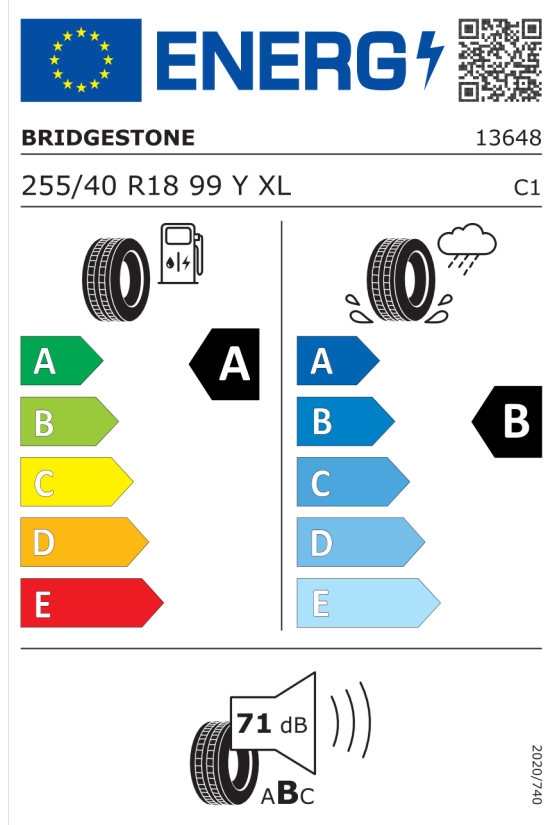 ENERG
BRIDGESTONE 13648
255/40 R18 99 Y XL C1
A A A
B B B
C C
D D
E E
71 dB
ABC
2020/740